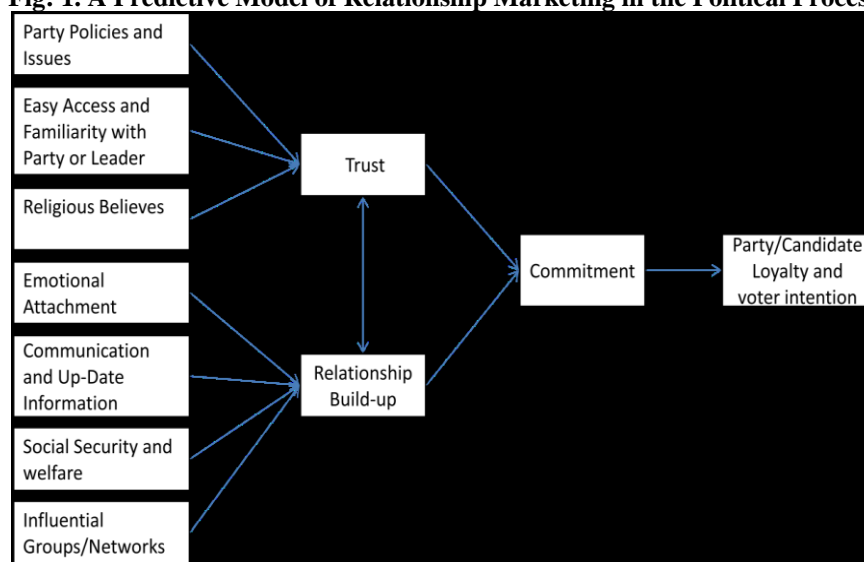 Fig. 1. A Predictive Model of Relationship Marketing in the Political Proces
Party Policies and
Issues
Easy Access and
Familiarity with
Party or Leader
Religious Believes
Emotional
Attachment
Communication
and Up-Date
Information
Social Security and
welfare
Influential
Groups/Networks
Trust
Relationship
Build-up
Commitment
Party/Candidate
Loyalty and
voter intention